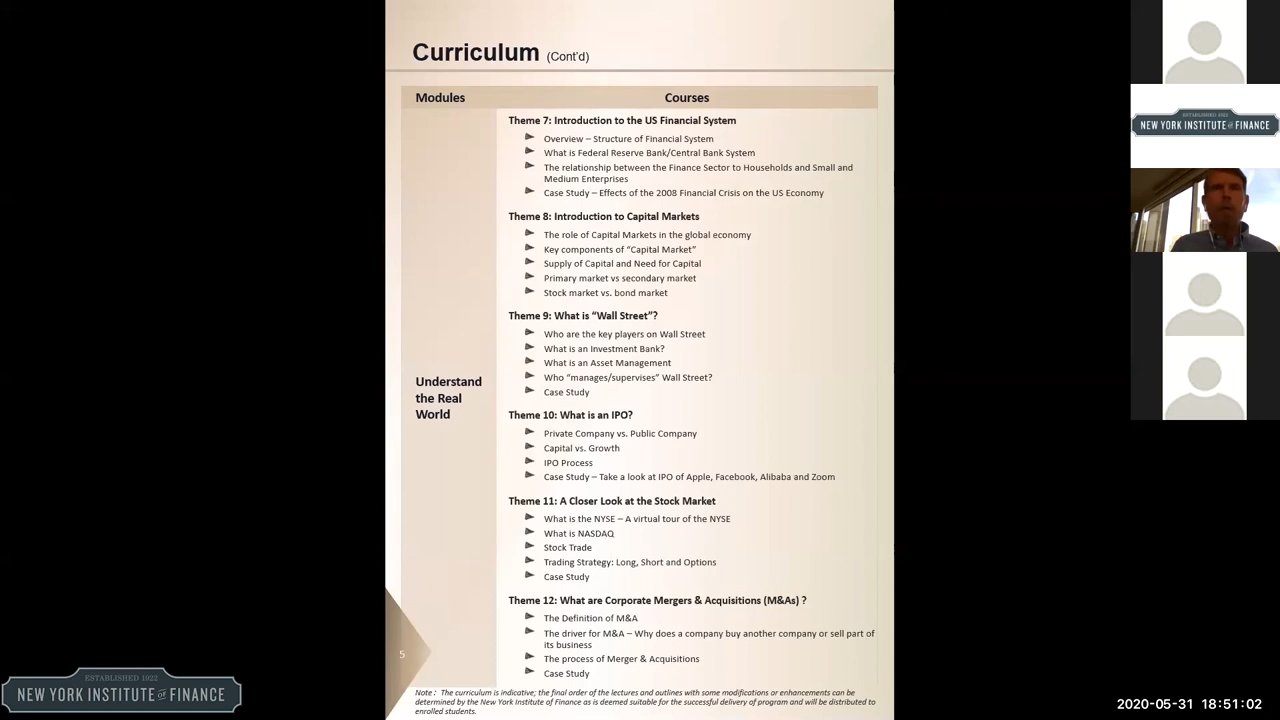 Curriculum (Cont'd)
Modules
Courses
Theme 7: Introduction to the US Financial System
Overview – Structure of Financial System
What is Federal Reserve Bank/Central Bank System
The relationship between the Finance Sector to Households and Small and
Medium Enterprises
Case Study – Effects of the 2008 Financial Crisis on the US Economy
Theme 8: Introduction to Capital Markets
The role of Capital Markets in the global economy
Key components of “Capital Market”
Supply of Capital and Need for Capital
Primary market vs secondary market
Stock market vs. bond market
Theme 9: What is “Wall Street”?
Who are the key players on Wall Street
What is an Investment Bank?
What is an Asset Management
Who “manages/supervises” Wall Street?
Case Study
Understand
the Real
World
Theme 10: What is an IPO?
Private Company vs. Public Company
Capital vs. Growth
IPO Process
Case Study – Take a look at IPO of Apple, Facebook, Alibaba and Zoom
Theme 11: A Closer Look at the Stock Market
What is the NYSE – A virtual tour of the NYSE
What is NASDAQ
Stock Trade
Trading Strategy: Long, Short and Options
Case Study
Theme 12: What are Corporate Mergers & Acquisitions (M&As) ?
The Definition of M&A
The driver for M&A – Why does a company buy another company or sell part of
its business
The process of Merger & Acquisitions
Case Study
5
Note： The curriculum is indicative; the final order of the lectures and outlines with some modifications or enhancements can be
determined by the New York Institute of Finance as is deemed suitable for the successful delivery of program and will be distributed to
enrolled students.
ESTABLISHED 1922
NEW YORK INSTITUTE OF FINANCE
ESTABLISHED 1922
NEW YORK INSTITUTE OF FINANCE
2020-05-31 18:51:02